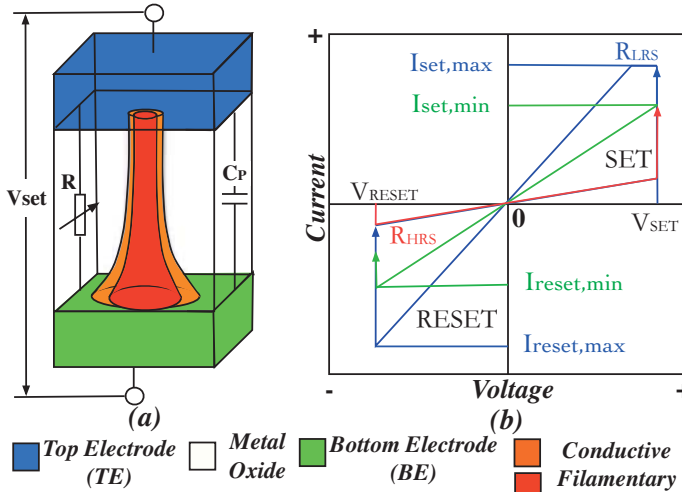 Vset
R
CP
(a)
+
Iset,max
RLRS
Iset,min
SET
VRESET
0
VSET
RHRS
Current
Ireset,min
RESET
Ireset,max
-
Voltage
-
(b)
Top Electrode
(TE)
Metal
Oxide
Bottom Electrode
(BE)
Conductive
Filamentary